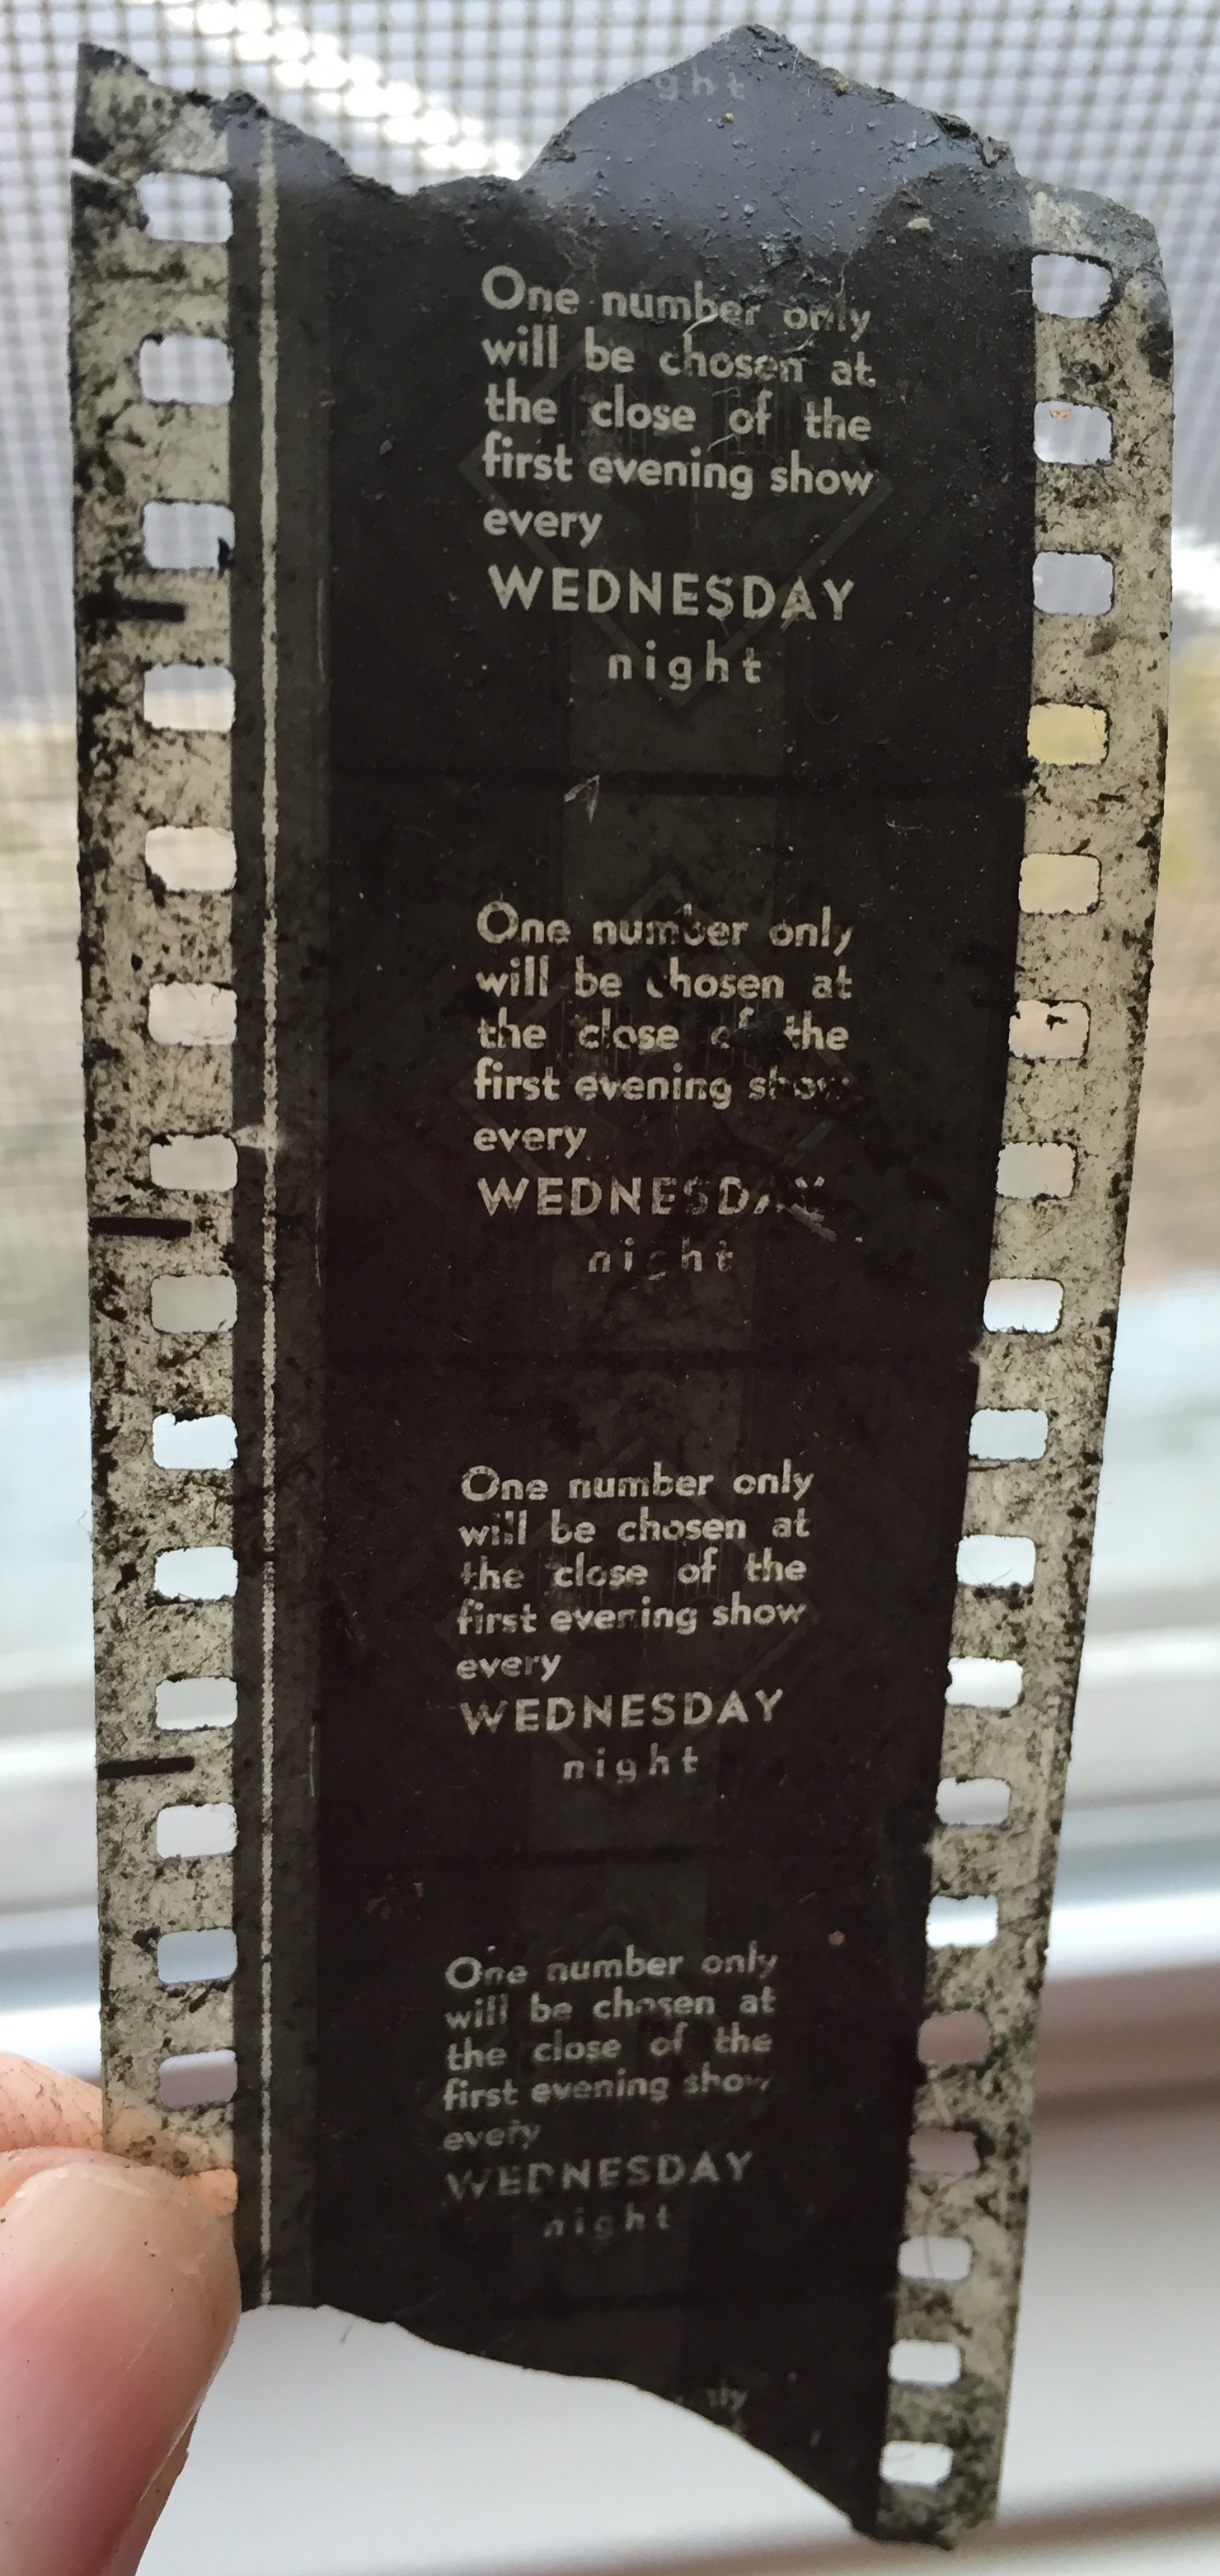 ght
One number only
will be chosen at
the close of the
first evening show
every
WEDNESDAY
night
One number only
will be chosen at
the close of the
first evening show
every
WEDNESDAY
night
One number only
will be chosen at
the close of the
first evening show
every
WEDNESDAY
night
One number only
will be chosen at
the close of the
first evening show
every
WEDNESDAY
night